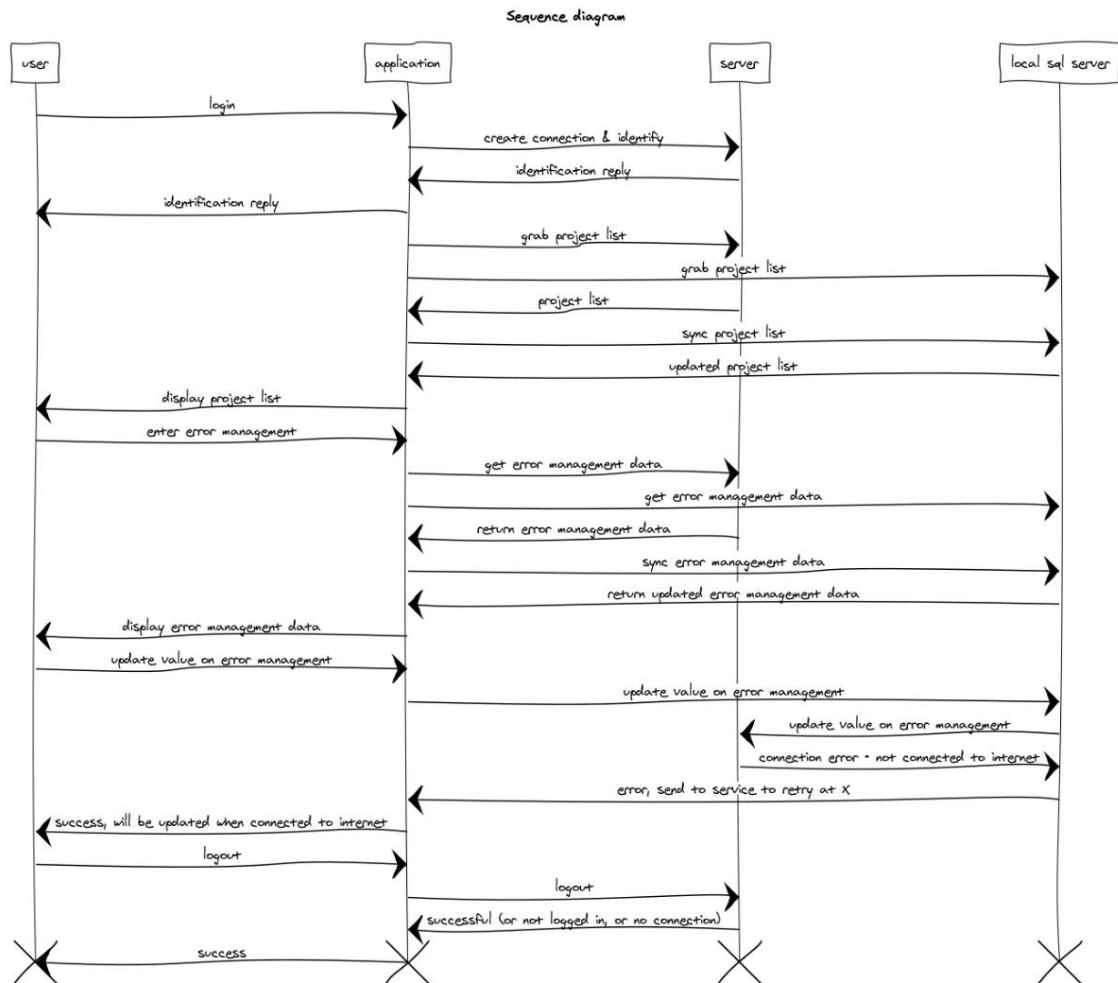 Sequence diagram
user
application
server
local sql server
login
create connection & identify
identification reply
identification reply
grab project list
grab project list
project list
sync project list
updated project list
display project list
enter error management
get error management data
get error management data
return error management data
sync error management data
return updated error management data
display error management data
update value on error management
update value on error management
update value on error management
connection error - not connected to internet
error, send to service to retry at X
success, will be updated when connected to internet
logout
logout
successful (or not logged in, or no connection)
success